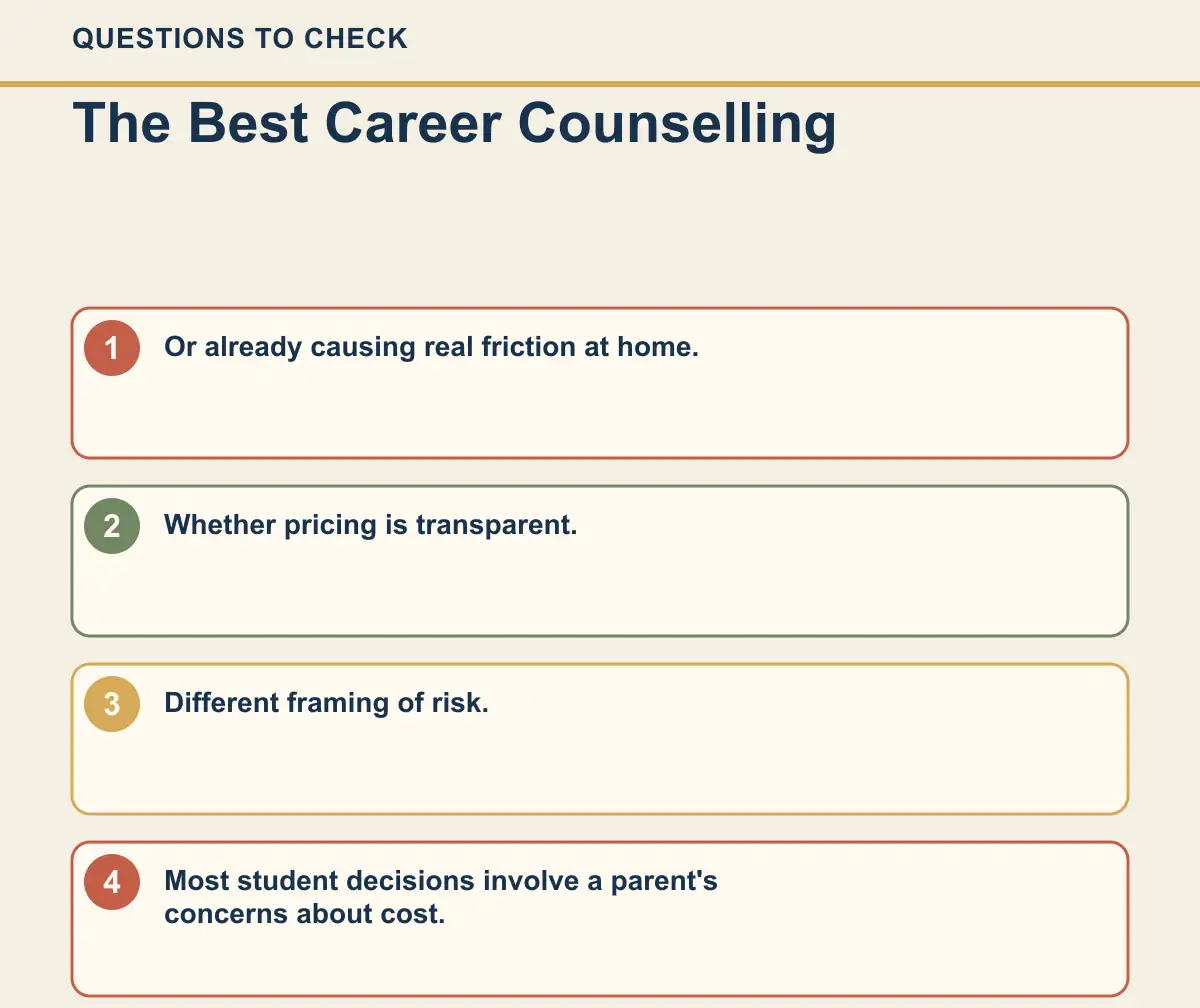 QUESTIONS TO CHECK
The Best Career Counselling
1 Or already causing real friction at home.
2 Whether pricing is transparent.
3 Different framing of risk.
4 Most student decisions involve a parent's
concerns about cost.